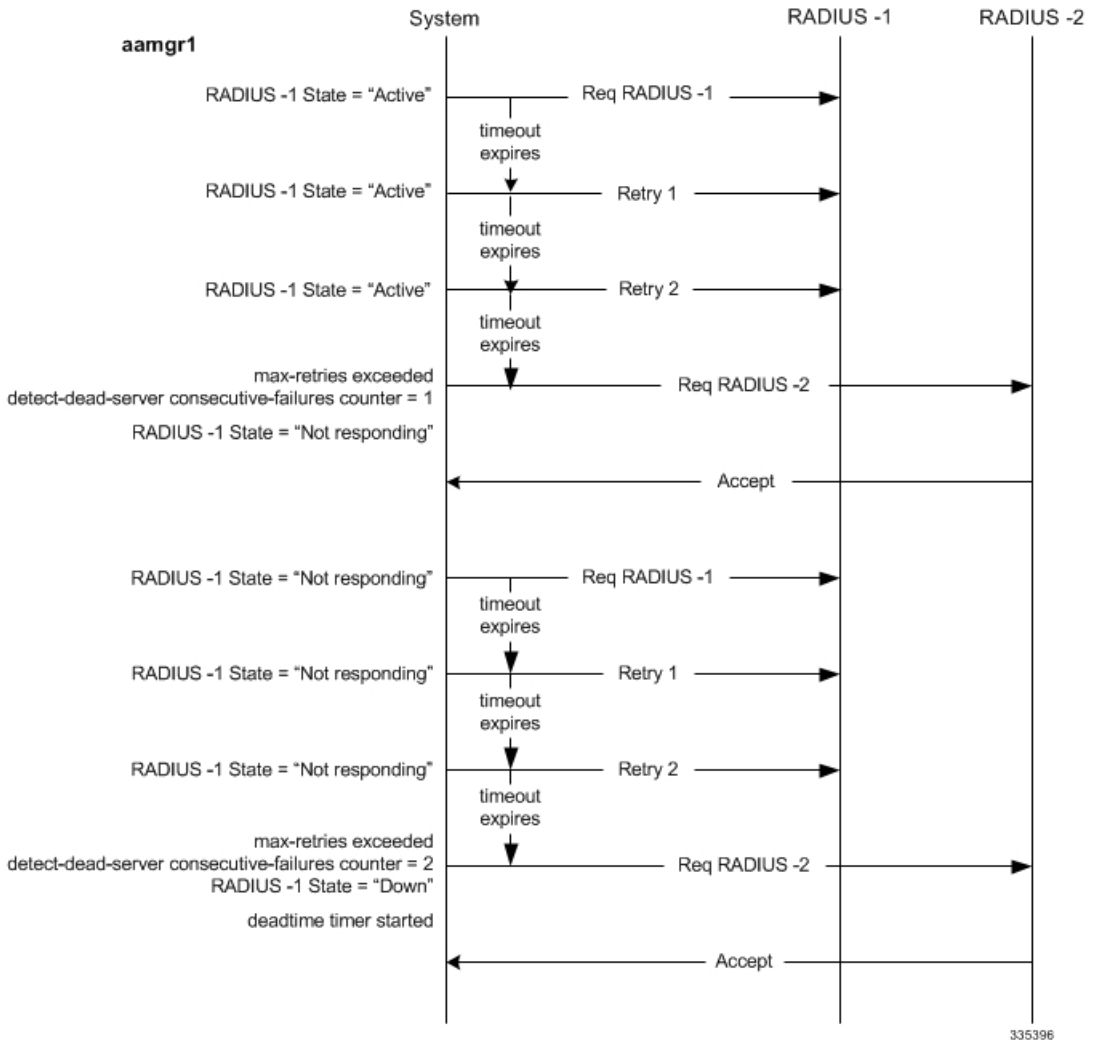 System RADIUS -1 RADIUS -2
aamgr1
RADIUS -1 State = “Active” Req RADIUS -1
timeout
expires
RADIUS -1 State = “Active” Retry 1
timeout
expires
RADIUS -1 State = “Active” Retry 2
timeout
expires
max-retries exceeded
detect-dead-server consecutive-failures counter = 1
Req RADIUS -2
RADIUS -1 State = “Not responding”
Accept
RADIUS -1 State = “Not responding” Req RADIUS -1
timeout
expires
RADIUS -1 State = “Not responding” Retry 1
timeout
expires
RADIUS -1 State = “Not responding” Retry 2
timeout
expires
max-retries exceeded
detect-dead-server consecutive-failures counter = 2
Req RADIUS -2
RADIUS -1 State = “Down”
deadtime timer started
Accept
335396